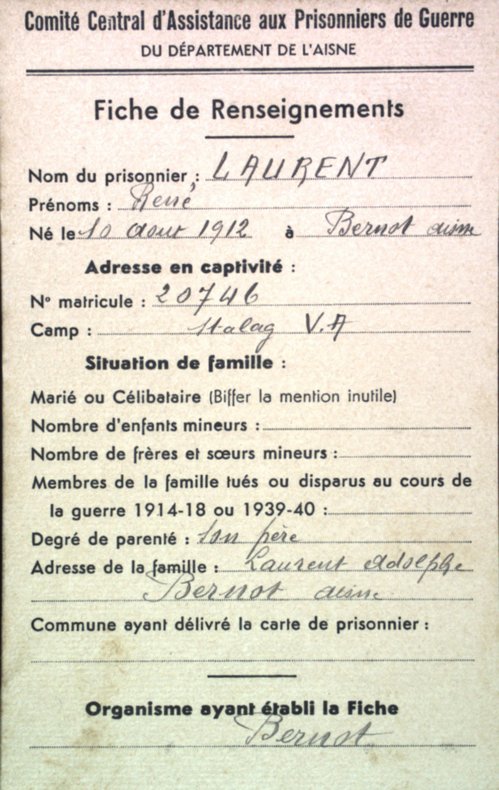 Comité Central d'Assistance aux Prisonniers de Guerre
DU DÉPARTEMENT DE L'AISNE
Fiche de Renseignements
Nom du prisonnier : LAURENT
Prénoms : René
Né le 10 aout 1912 à Bernot aisne
Adresse en captivité :
N° matricule : 20746
Camp : Stalag V.A
Situation de famille :
Marié ou Célibataire (Biffer la mention inutile)
Nombre d'enfants mineurs :
Nombre de frères et sœurs mineurs :
Membres de la famille tués ou disparus au cours de
la guerre 1914-18 ou 1939-40 :
Degré de parenté : son père
Adresse de la famille : Laurent Adolphe
Bernot aisne
Commune ayant délivré la carte de prisonnier :
Organisme ayant établi la Fiche
Bernot